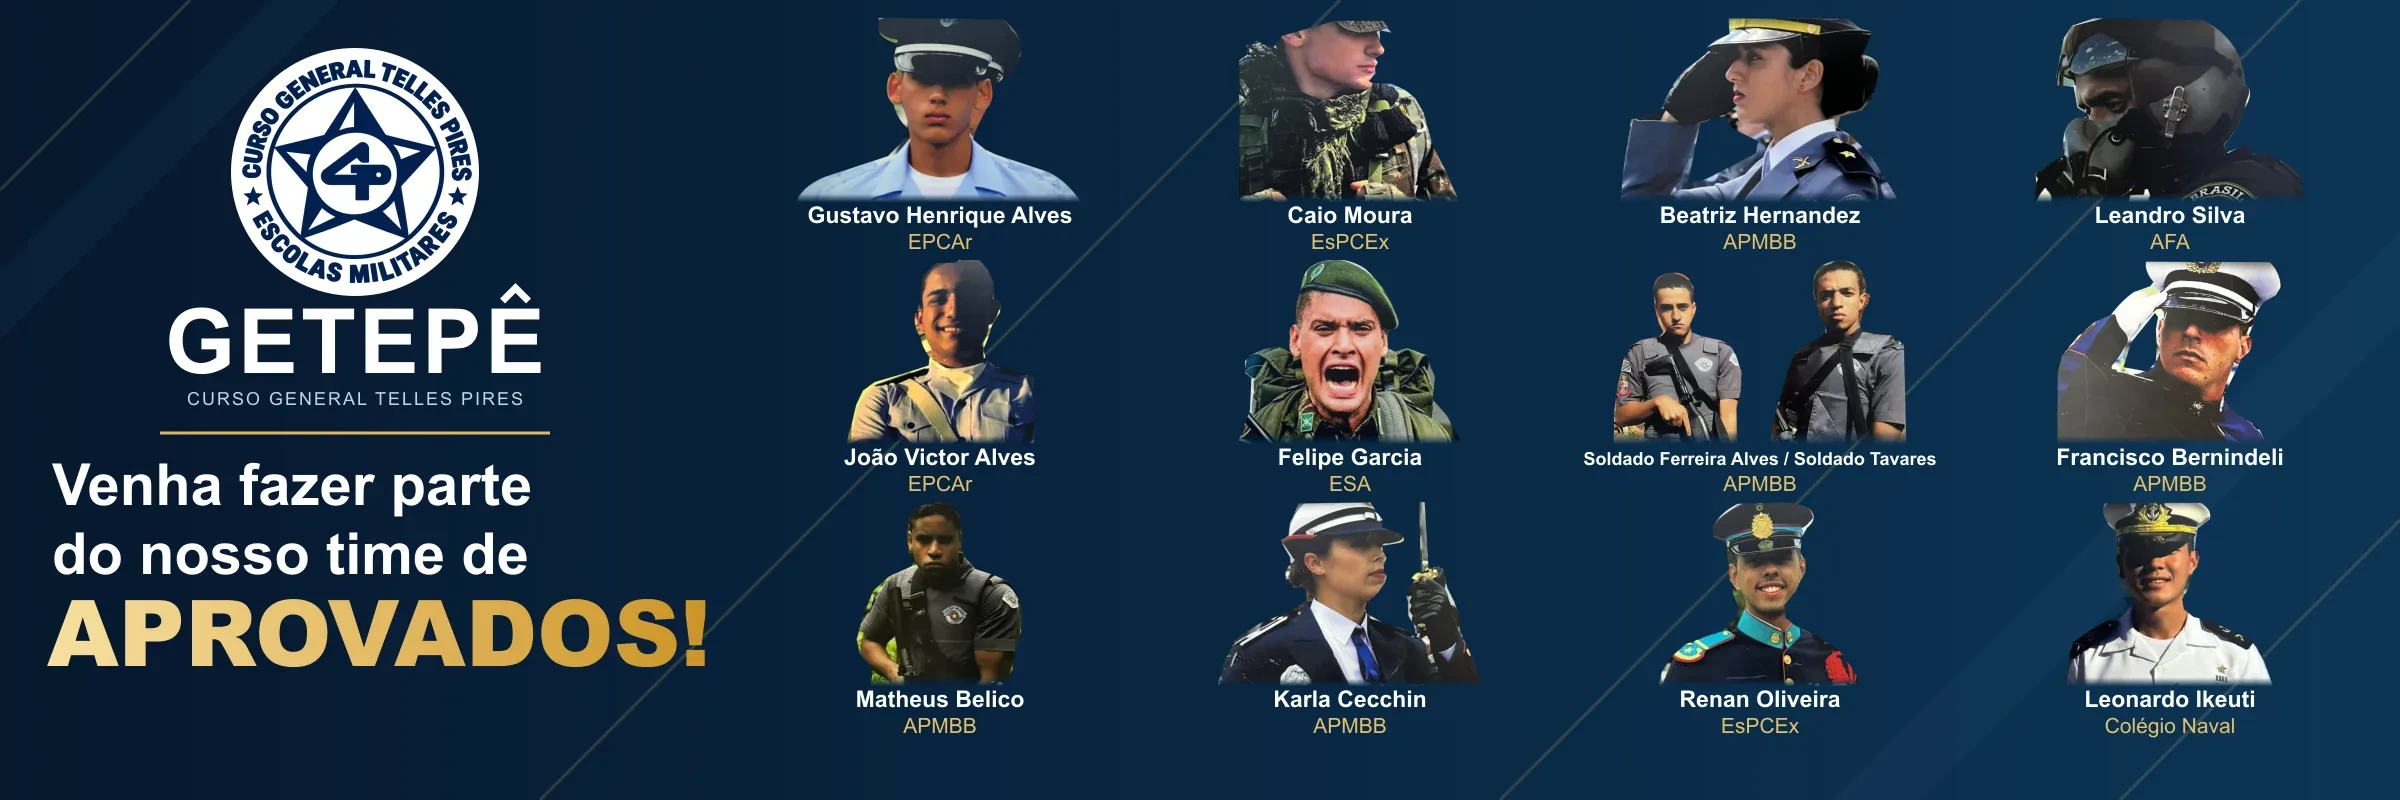 CURSO GENERAL TELLES PIRES
★ ESCOLAS MILITARES ★
GETEPÊ
CURSO GENERAL TELLES PIRES
Venha fazer parte
do nosso time de
APROVADOS!
Gustavo Henrique Alves
EPCAr
Caio Moura
EsPCEx
Beatriz Hernandez
APMBB
BRASIL
Leandro Silva
AFA
João Victor Alves
EPCAr
Felipe Garcia
ESA
Soldado Ferreira Alves / Soldado Tavares
APMBB
Francisco Bernindeli
APMBB
Matheus Belico
APMBB
Karla Cecchin
APMBB
Renan Oliveira
EsPCEx
Leonardo Ikeuti
Colégio Naval